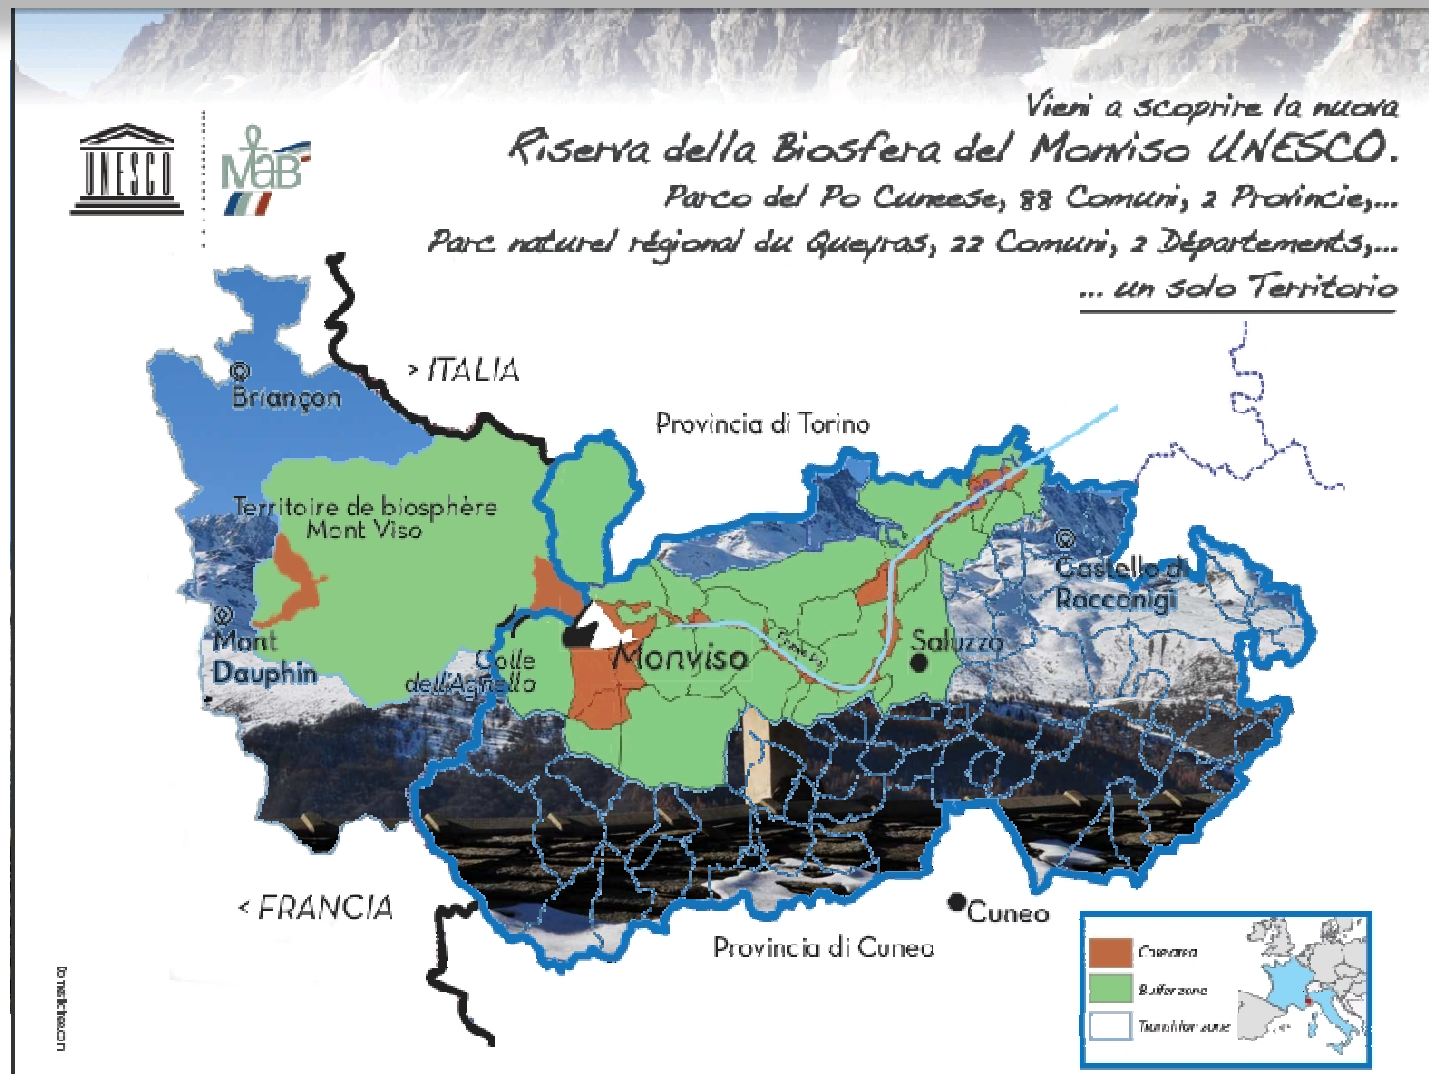 Vieni a scoprire la nuova
Riserva della Biosfera del Monviso UNESCO.
Parco del Po Cuneese, 88 Comuni, 2 Provincie,...
Parc naturel régional du Queyras, 22 Comuni, 2 Départements,...
... un solo Territorio
UNESCO
MaB
> ITALIA
Briançon
Provincia di Torino
Territoire de biosphère
Mont Viso
Castello di
Racconigi
Mont
Dauphin
Colle
dell'Agnello
Monviso
Saluzzo
< FRANCIA
Cuneo
Provincia di Cuneo
Core area
Buffer zone
Transition zone